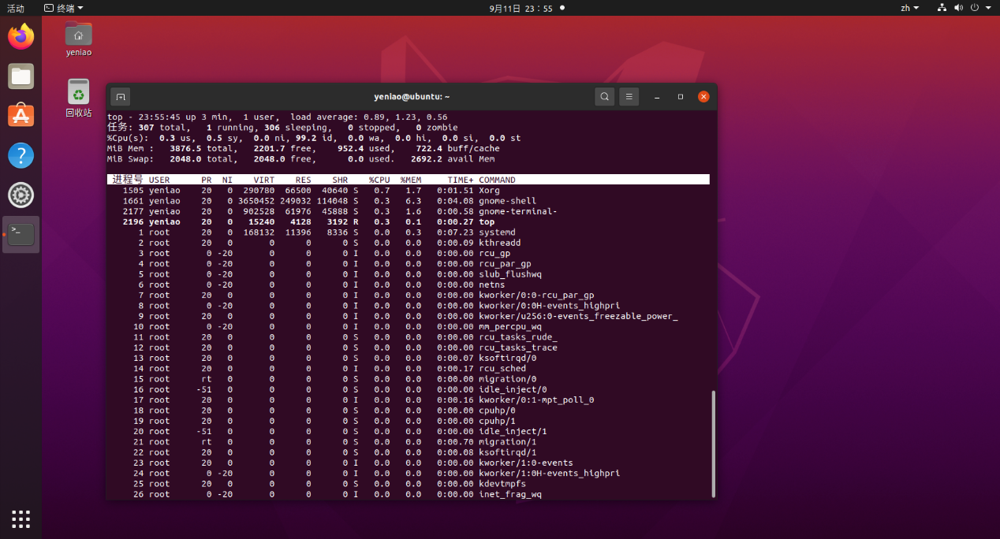 活动 终端 9月11日 23：55 zh
yeniao
回收站
yeniao@ubuntu: ~
top - 23:55:45 up 3 min,  1 user,  load average: 0.89, 1.23, 0.56
任务: 307 total,   1 running, 306 sleeping,   0 stopped,   0 zombie
%Cpu(s):  0.3 us,  0.5 sy,  0.0 ni, 99.2 id,  0.0 wa,  0.0 hi,  0.0 si,  0.0 st
MiB Mem :   3876.5 total,   2201.7 free,    952.4 used,    722.4 buff/cache
MiB Swap:   2048.0 total,   2048.0 free,      0.0 used.   2692.2 avail Mem
进程号 USER      PR  NI    VIRT    RES    SHR    %CPU  %MEM     TIME+ COMMAND
1505 yeniao    20   0  290780  66500  40640 S   0.7   1.7   0:01.51 Xorg
1661 yeniao    20   0 3650452 249032 114048 S   0.3   6.3   0:04.08 gnome-shell
2177 yeniao    20   0  902528  61976  45888 S   0.3   1.6   0:00.58 gnome-terminal-
2196 yeniao    20   0   15240   4128   3192 R   0.3   0.1   0:00.27 top
1 root      20   0  168132  11396   8336 S   0.0   0.3   0:07.23 systemd
2 root      20   0       0      0      0 S   0.0   0.0   0:00.09 kthreadd
3 root       0 -20       0      0      0 I   0.0   0.0   0:00.00 rcu_gp
4 root       0 -20       0      0      0 I   0.0   0.0   0:00.00 rcu_par_gp
5 root       0 -20       0      0      0 I   0.0   0.0   0:00.00 slub_flushwq
6 root       0 -20       0      0      0 I   0.0   0.0   0:00.00 netns
7 root      20   0       0      0      0 I   0.0   0.0   0:00.00 kworker/0:0-rcu_par_gp
8 root       0 -20       0      0      0 I   0.0   0.0   0:00.00 kworker/0:0H-events_highpri
9 root      20   0       0      0      0 I   0.0   0.0   0:00.00 kworker/u256:0-events_freezable_power_
10 root       0 -20       0      0      0 I   0.0   0.0   0:00.00 mm_percpu_wq
11 root      20   0       0      0      0 S   0.0   0.0   0:00.00 rcu_tasks_rude_
12 root      20   0       0      0      0 S   0.0   0.0   0:00.00 rcu_tasks_trace
13 root      20   0       0      0      0 S   0.0   0.0   0:00.07 ksoftirqd/0
14 root      20   0       0      0      0 I   0.0   0.0   0:00.17 rcu_sched
15 root      rt   0       0      0      0 S   0.0   0.0   0:00.00 migration/0
16 root     -51   0       0      0      0 S   0.0   0.0   0:00.00 idle_inject/0
17 root      20   0       0      0      0 I   0.0   0.0   0:00.16 kworker/0:1-mpt_poll_0
18 root      20   0       0      0      0 S   0.0   0.0   0:00.00 cpuhp/0
19 root      20   0       0      0      0 S   0.0   0.0   0:00.00 cpuhp/1
20 root     -51   0       0      0      0 S   0.0   0.0   0:00.00 idle_inject/1
21 root      rt   0       0      0      0 S   0.0   0.0   0:00.70 migration/1
22 root      20   0       0      0      0 S   0.0   0.0   0:00.08 ksoftirqd/1
23 root      20   0       0      0      0 I   0.0   0.0   0:00.00 kworker/1:0-events
24 root       0 -20       0      0      0 I   0.0   0.0   0:00.00 kworker/1:0H-events_highpri
25 root      20   0       0      0      0 S   0.0   0.0   0:00.00 kdevtmpfs
26 root       0 -20       0      0      0 I   0.0   0.0   0:00.00 inet_frag_wq